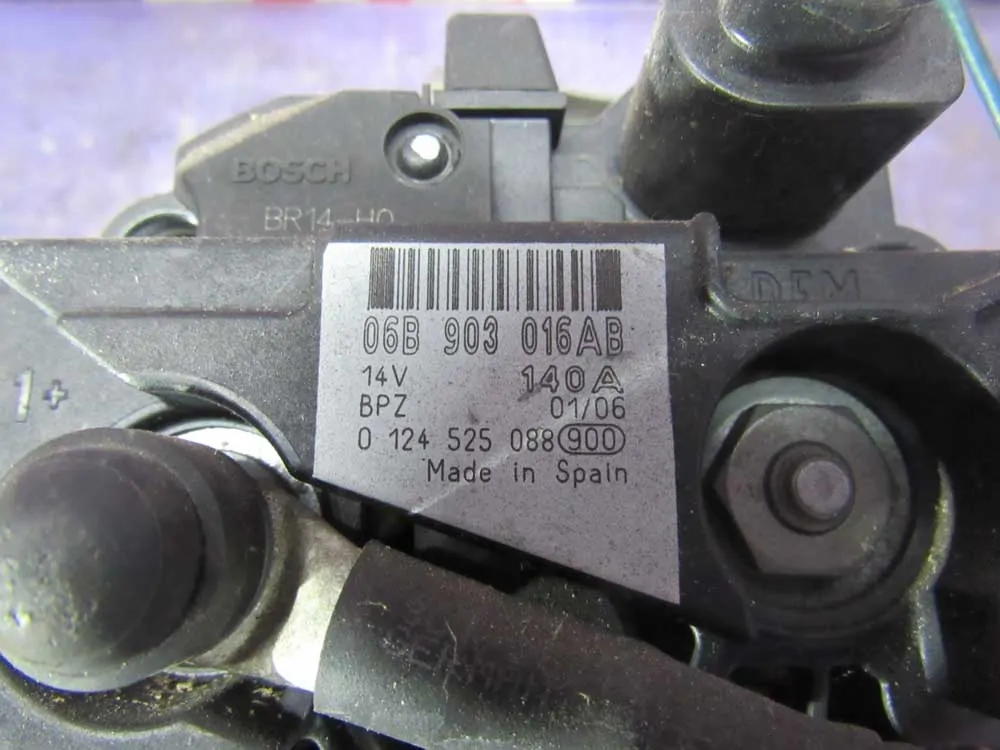 BOSCH
BR14-H0
06B 903 016AB
14V 140A
BPZ 01/06
0 124 525 088 900
Made in Spain
1+